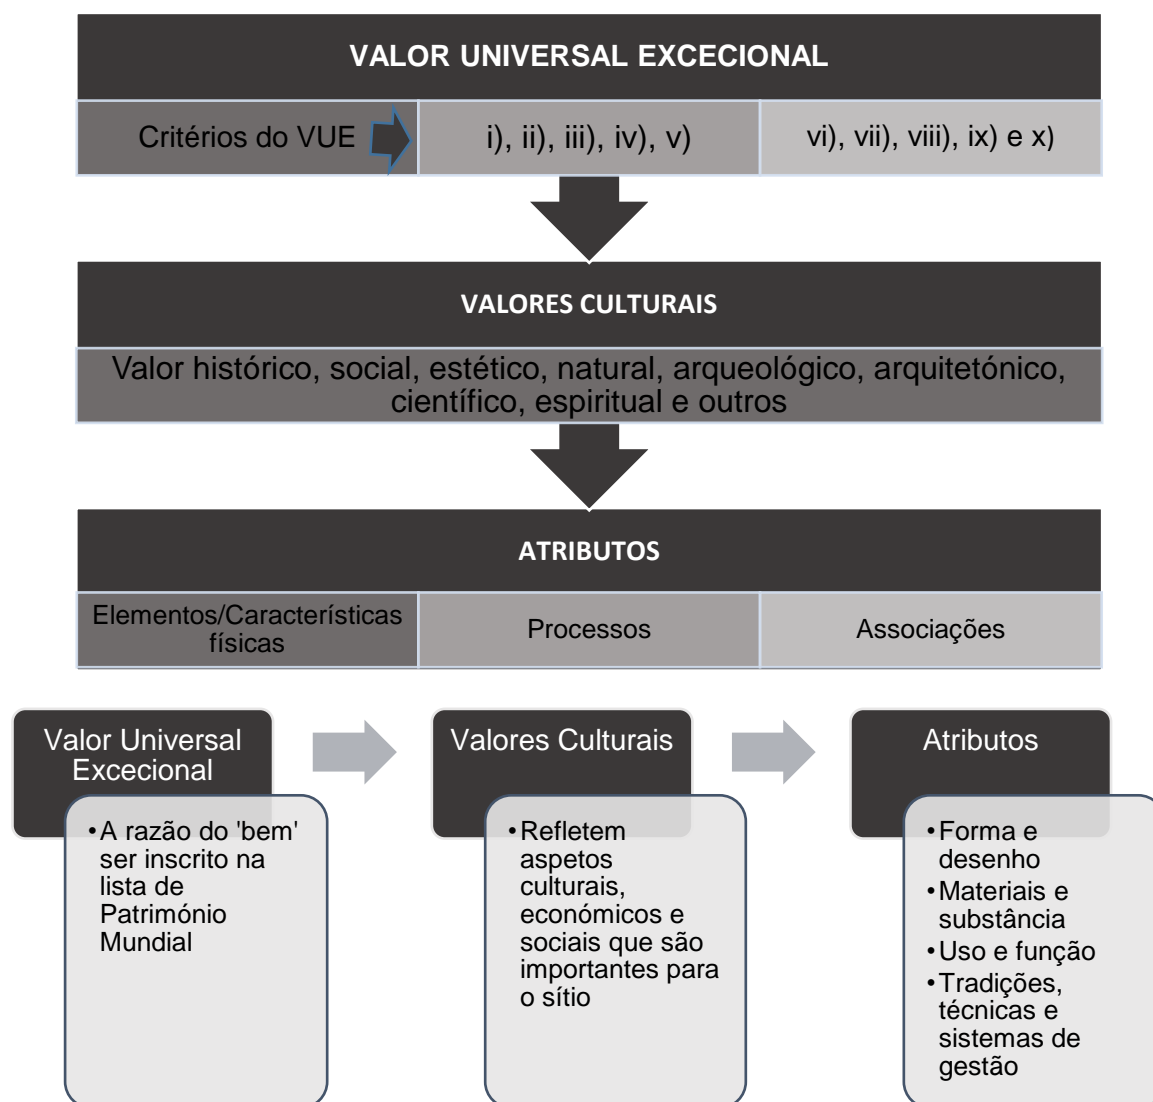 VALOR UNIVERSAL EXCECIONAL
Critérios do VUE
i), ii), iii), iv), v)
vi), vii), viii), ix) e x)
VALORES CULTURAIS
Valor histórico, social, estético, natural, arqueológico, arquitetónico,
científico, espiritual e outros
ATRIBUTOS
Elementos/Características
físicas
Processos
Associações
Valor Universal
Excecional
•A razão do 'bem'
ser inscrito na
lista de
Património
Mundial
Valores Culturais
•Refletem
aspetos
culturais,
económicos e
sociais que são
importantes para
o sítio
Atributos
•Forma e
desenho
•Materiais e
substância
•Uso e função
•Tradições,
técnicas e
sistemas de
gestão